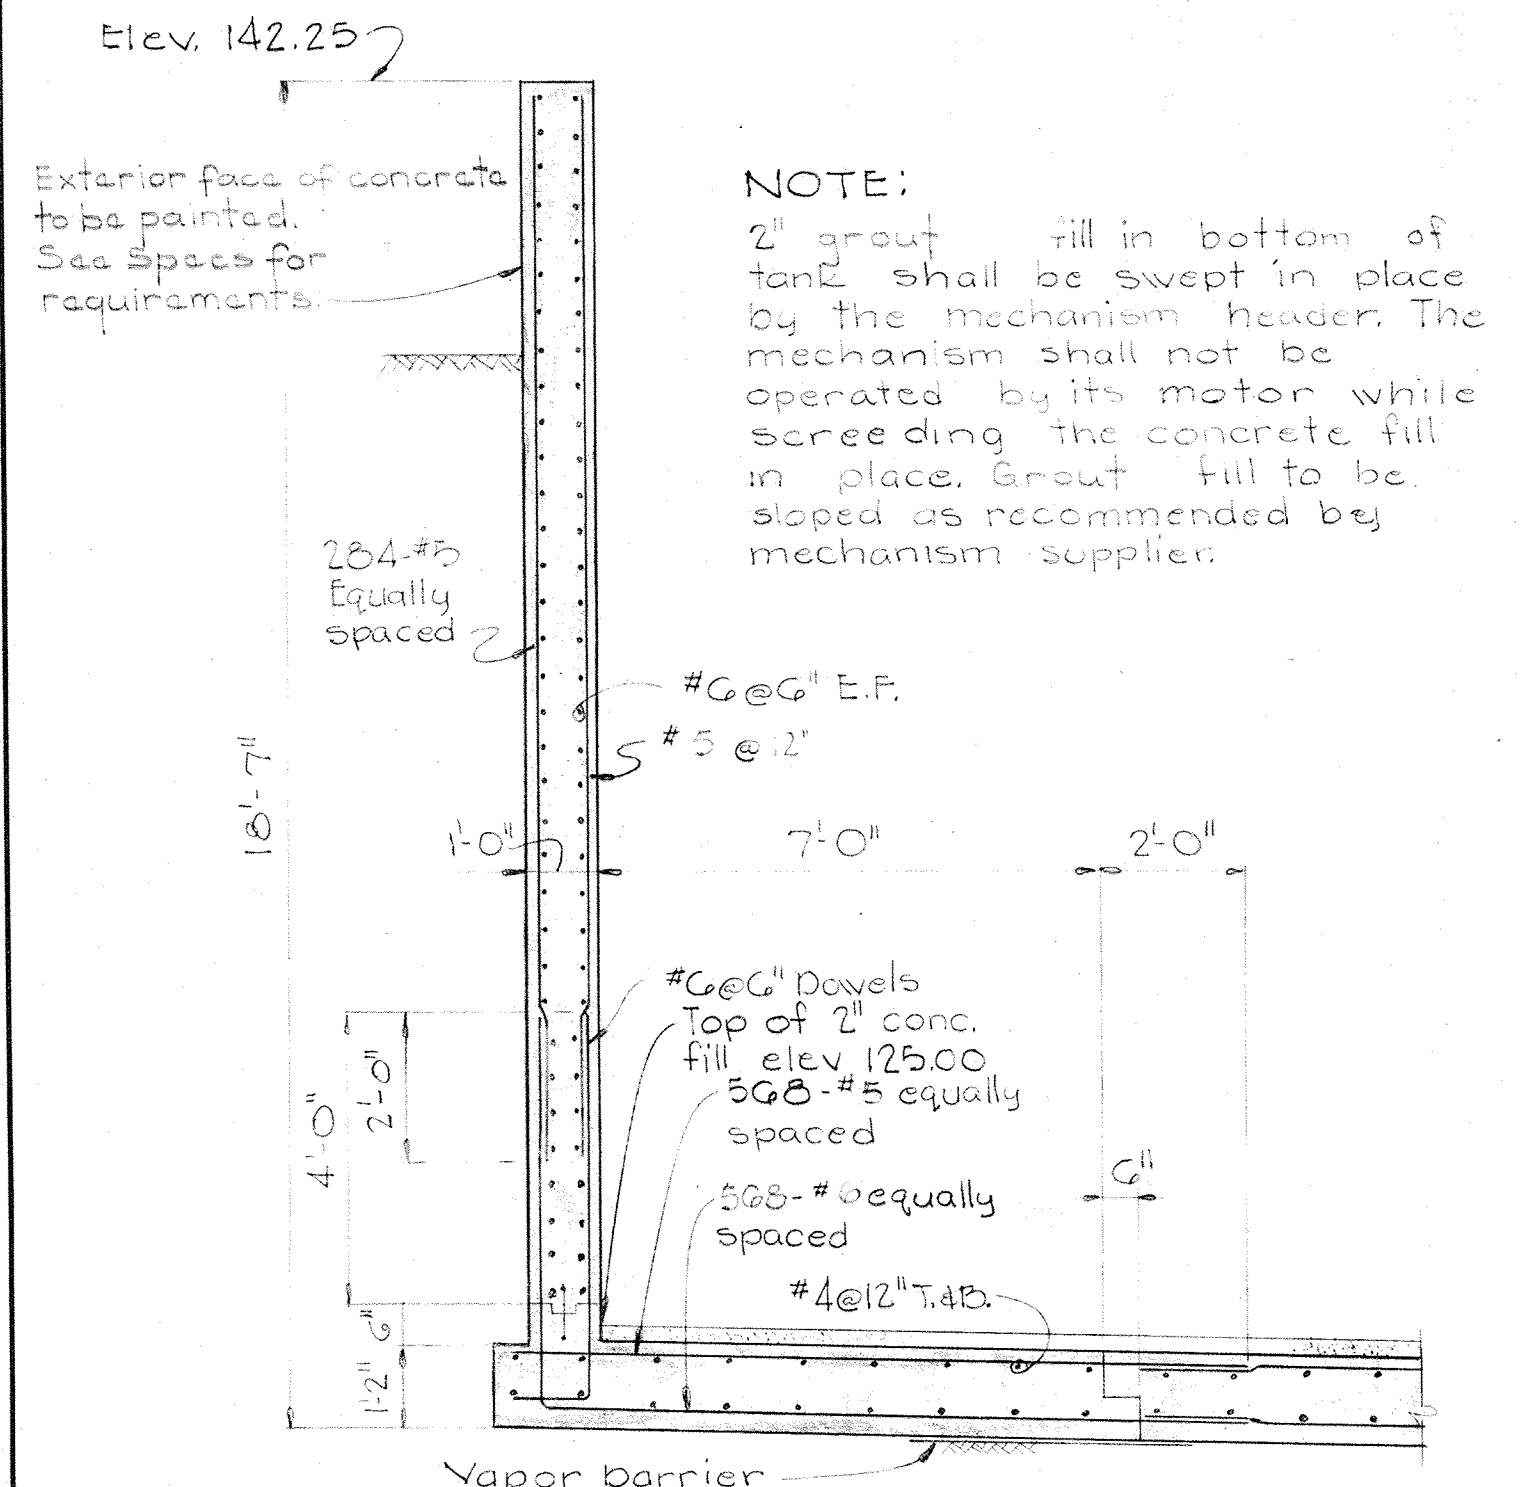 Elev. 142.25
Exterior face of concrete
to be painted.
See specs for
requirements.
NOTE:
2" grout fill in bottom of
tank shall be swept in place
by the mechanism header. The
mechanism shall not be
operated by its motor while
screeding the concrete fill
in place. Grout fill to be
sloped as recommended by
mechanism supplier.
284-#5
Equally
spaced
#6@6" E.F.
#5 @ 12"
18'-7"
1'-0"
7'-0"
2'-0"
#6@6" Dowels
Top of 2" conc.
fill elev 125.00
568-#5 equally
spaced
2'-0"
4'-0"
6"
568-#6 equally
spaced
#4@12" T.&B.
6"
1'-2"
Vapor barrier